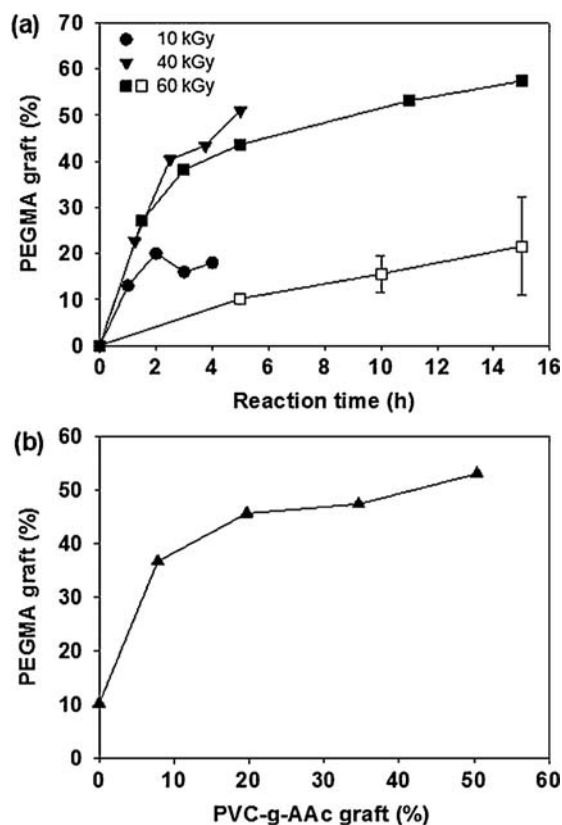 (a)
70
60
50
40
30
20
10
0
10 kGy
40 kGy
60 kGy
PEGMA graft (%)
0 2 4 6 8 10 12 14 16
Reaction time (h)
(b)
60
50
40
30
20
10
0
PEGMA graft (%)
0 10 20 30 40 50 60
PVC-g-AAc graft (%)